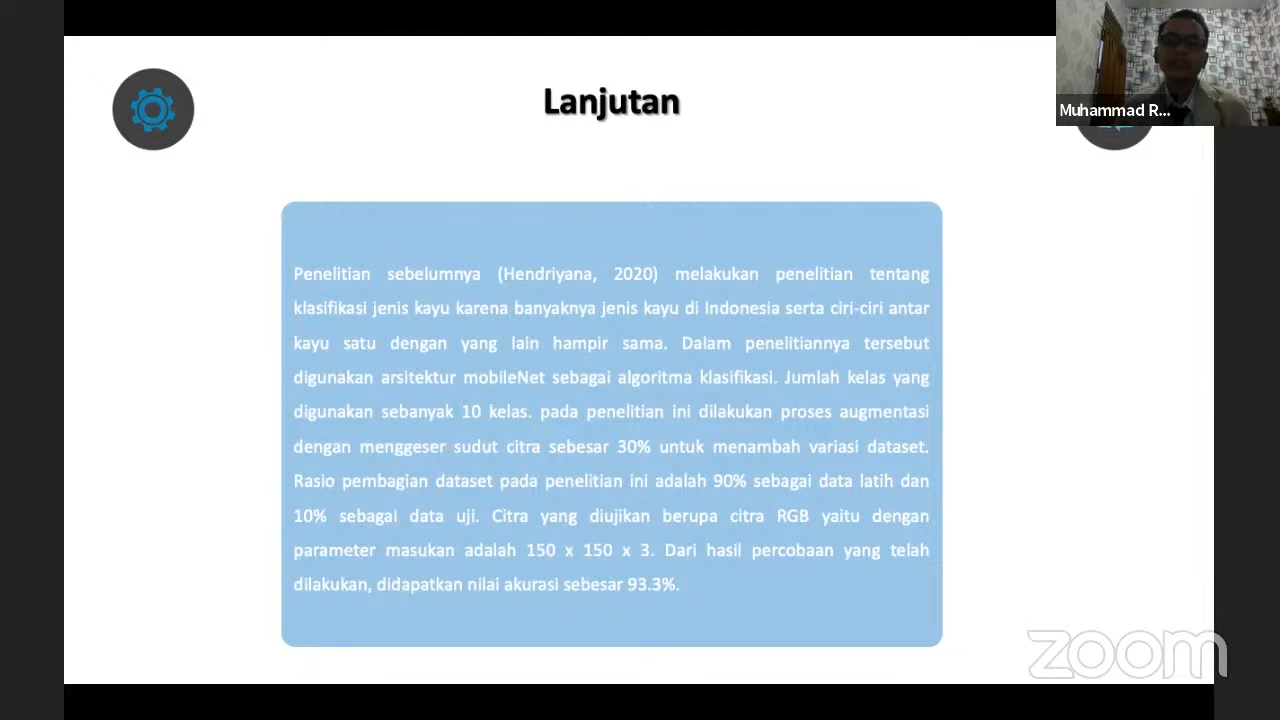 Lanjutan
Muhammad R...
Penelitian sebelumnya (Hendriyana, 2020) melakukan penelitian tentang
klasifikasi jenis kayu karena banyaknya jenis kayu di Indonesia serta ciri-ciri antar
kayu satu dengan yang lain hampir sama. Dalam penelitiannya tersebut
digunakan arsitektur mobileNet sebagai algoritma klasifikasi. Jumlah kelas yang
digunakan sebanyak 10 kelas. pada penelitian ini dilakukan proses augmentasi
dengan menggeser sudut citra sebesar 30% untuk menambah variasi dataset.
Rasio pembagian dataset pada penelitian ini adalah 90% sebagai data latih dan
10% sebagai data uji. Citra yang diujikan berupa citra RGB yaitu dengan
parameter masukan adalah 150 x 150 x 3. Dari hasil percobaan yang telah
dilakukan, didapatkan nilai akurasi sebesar 93.3%.
zoom